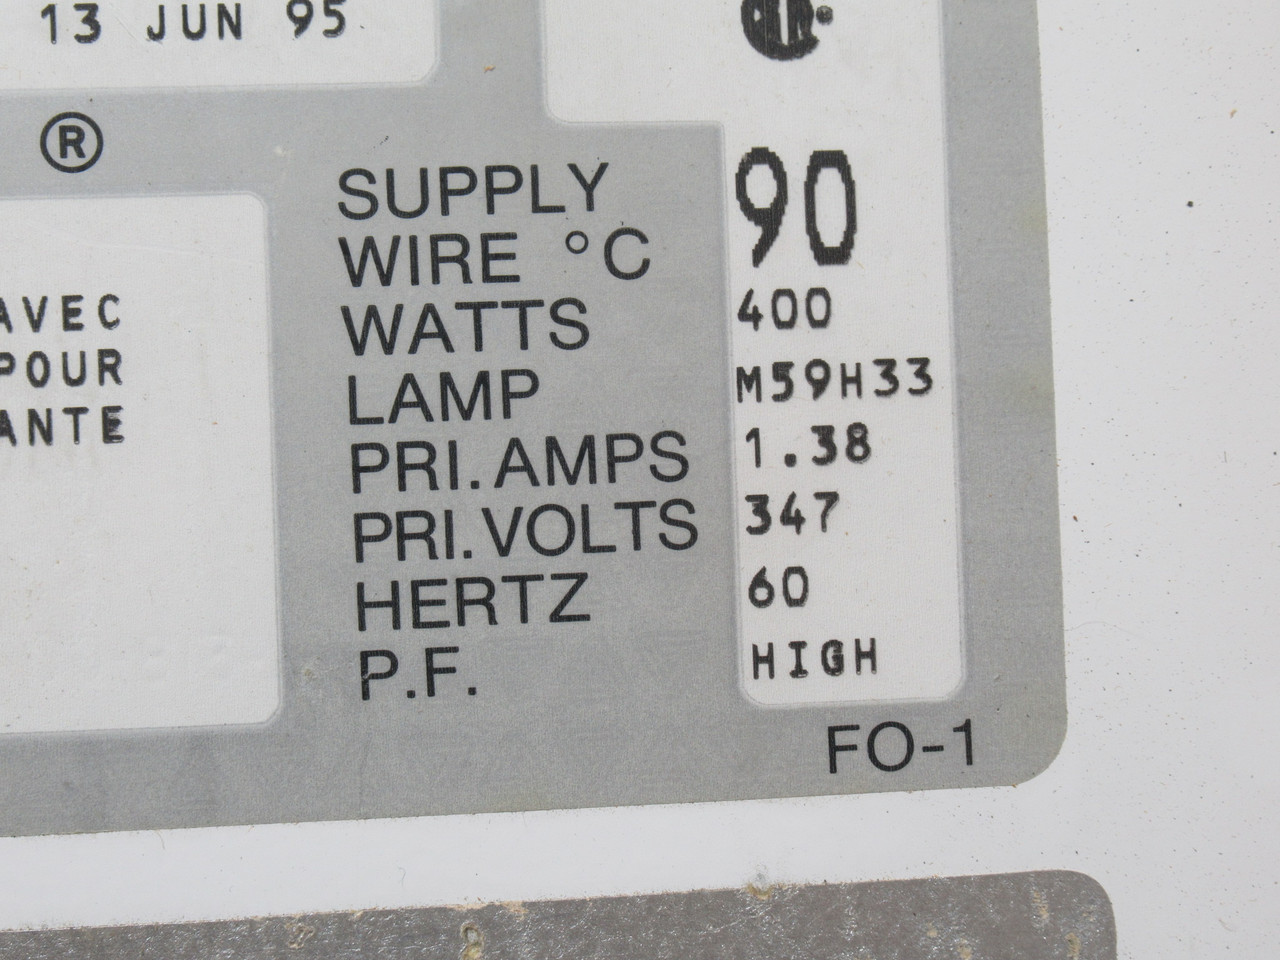 13 JUN 95
®
AVEC
POUR
ANTE
SUPPLY
WIRE °C 90
WATTS 400
LAMP M59H33
PRI.AMPS 1.38
PRI.VOLTS 347
HERTZ 60
P.F. HIGH
FO-1